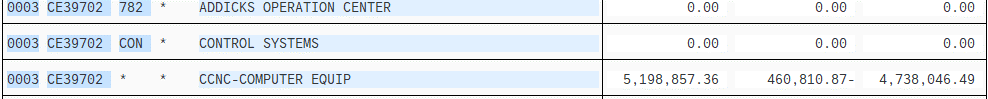 0003 CE39702 782 * ADDICKS OPERATION CENTER 0.00 0.00 0.00
0003 CE39702 CON * CONTROL SYSTEMS 0.00 0.00 0.00
0003 CE39702 * * CCNC-COMPUTER EQUIP 5,198,857.36 460,810.87- 4,738,046.49